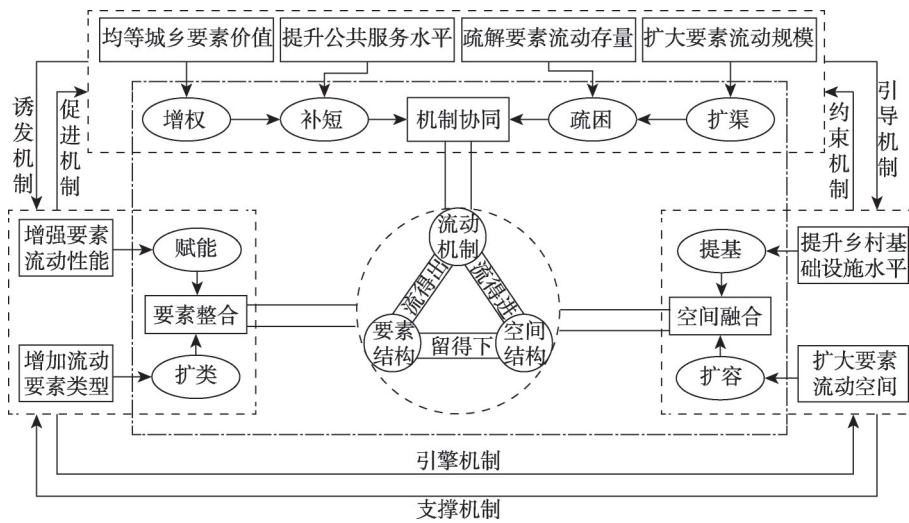 均等城乡要素价值
提升公共服务水平
疏解要素流动存量
扩大要素流动规模
诱发机制
促进机制
增权
补短
机制协同
疏困
扩渠
约束机制
引导机制
增强要素
流动性能
赋能
要素整合
增加流动
要素类型
扩类
流动
机制
流得出
流得进
要素
结构
留得下
空间
结构
提基
提升乡村基
础设施水平
空间融合
扩容
扩大要素
流动空间
引擎机制
支撑机制